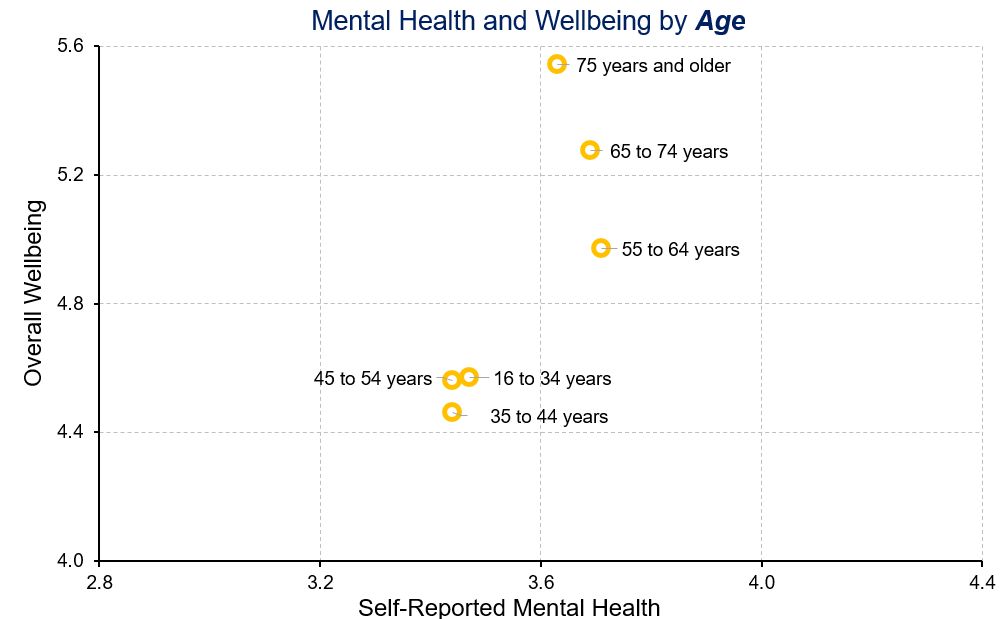 Mental Health and Wellbeing by Age
5.6
75 years and older
65 to 74 years
5.2
55 to 64 years
4.8
Overall Wellbeing
45 to 54 years
16 to 34 years
35 to 44 years
4.4
4.0
2.8
3.2
3.6
4.0
4.4
Self-Reported Mental Health